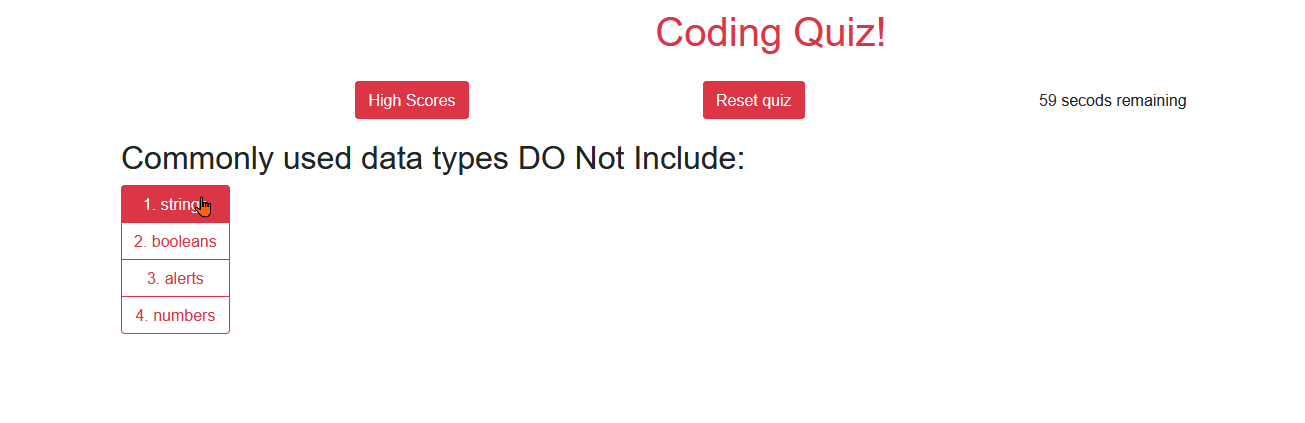 Coding Quiz!
High Scores
Reset quiz
59 secods remaining
Commonly used data types DO Not Include:
1. string
2. booleans
3. alerts
4. numbers